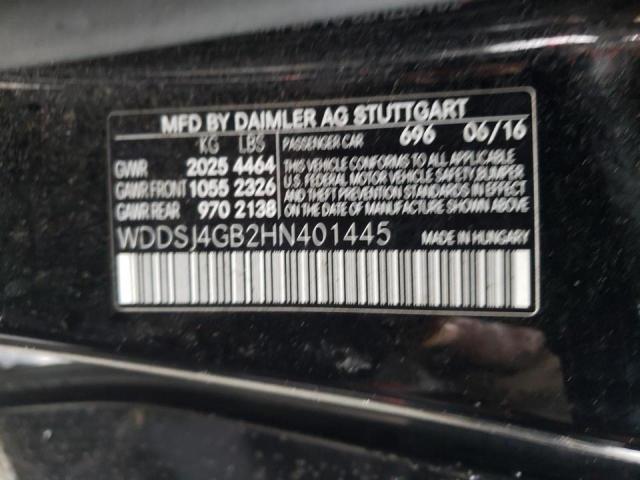 MFD BY DAIMLER AG STUTTGART
KG LBS PASSENGER CAR 696 06/16
GVWR 2025 4464 THIS VEHICLE CONFORMS TO ALL APPLICABLE
GAWR FRONT 1055 2326 U.S. FEDERAL MOTOR VEHICLE SAFETY, BUMPER
AND THEFT PREVENTION STANDARDS IN EFFECT
GAWR REAR 970 2138 ON THE DATE OF MANUFACTURE SHOWN ABOVE
WDDSJ4GB2HN401445 MADE IN HUNGARY